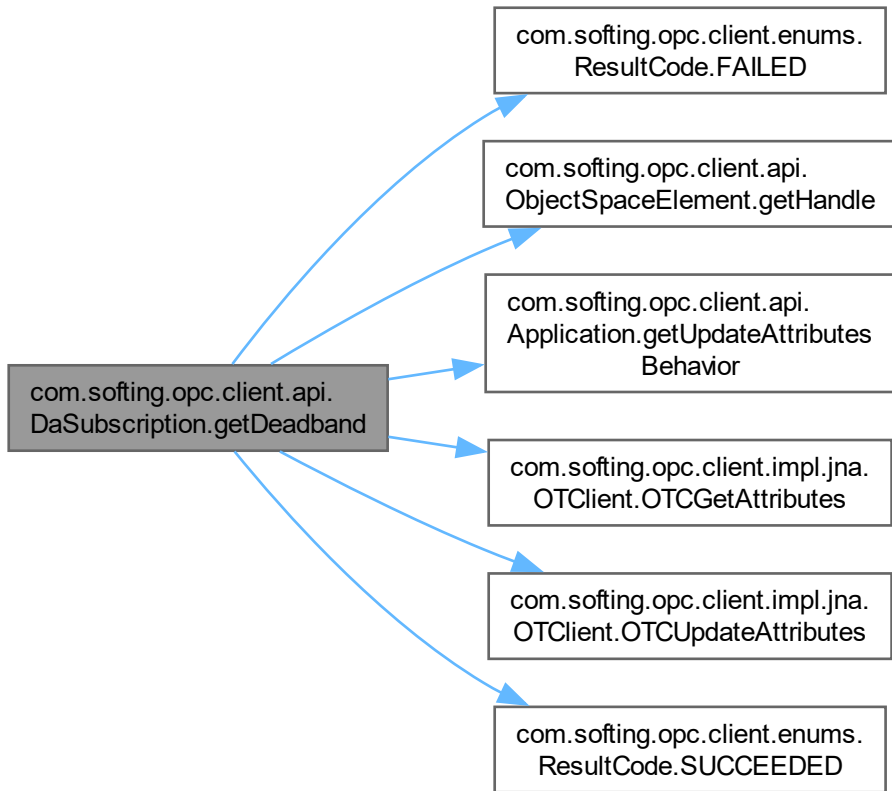 com.softing.opc.client.enums.
ResultCode.FAILED
com.softing.opc.client.api.
ObjectSpaceElement.getHandle
com.softing.opc.client.api.
Application.getUpdateAttributes
Behavior
com.softing.opc.client.api.
DaSubscription.getDeadband
com.softing.opc.client.impl.jna.
OTClient.OTCGetAttributes
com.softing.opc.client.impl.jna.
OTClient.OTCUpdateAttributes
com.softing.opc.client.enums.
ResultCode.SUCCEEDED